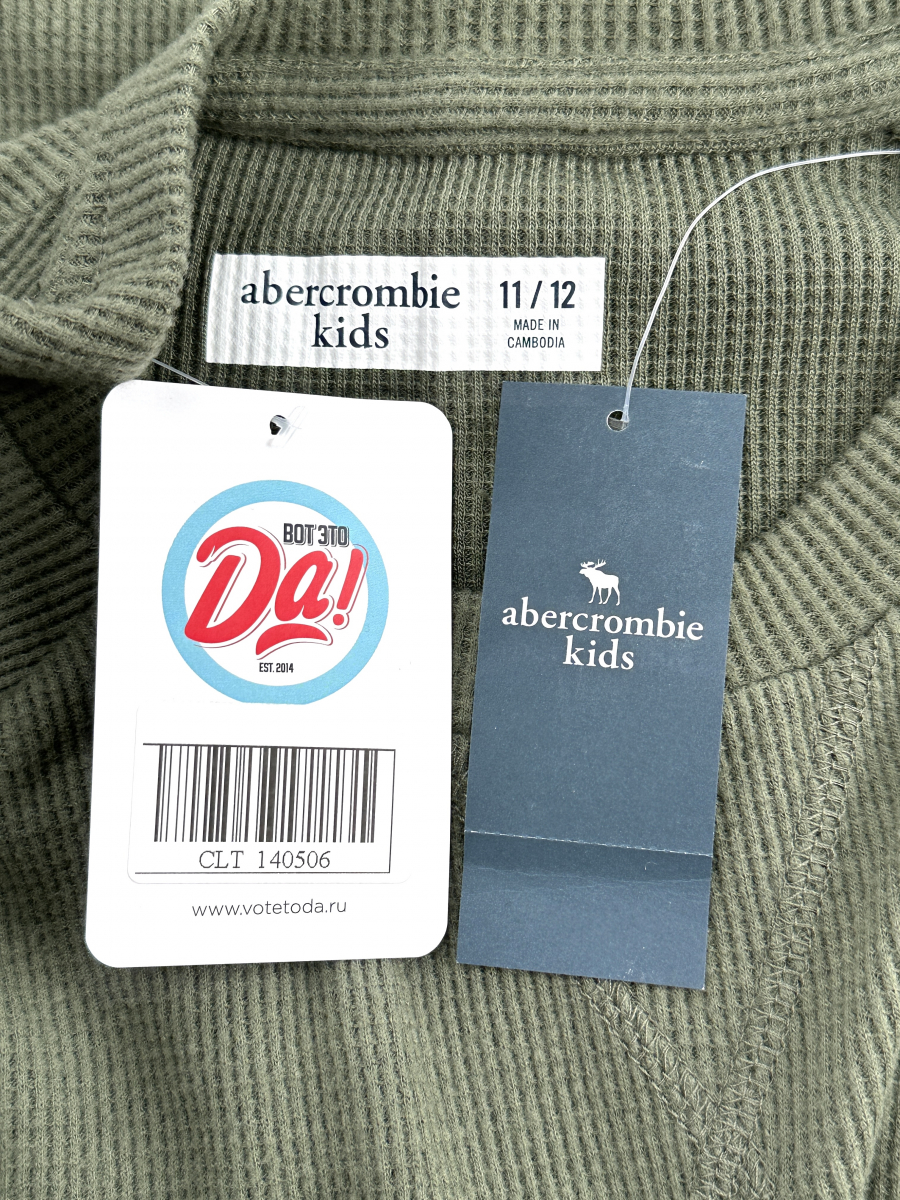 abercrombie
kids
11 / 12
MADE IN
CAMBODIA
ВОТ ЭТО
Da!
EST. 2014
CLT 140506
www.votetoda.ru
abercrombie
kids